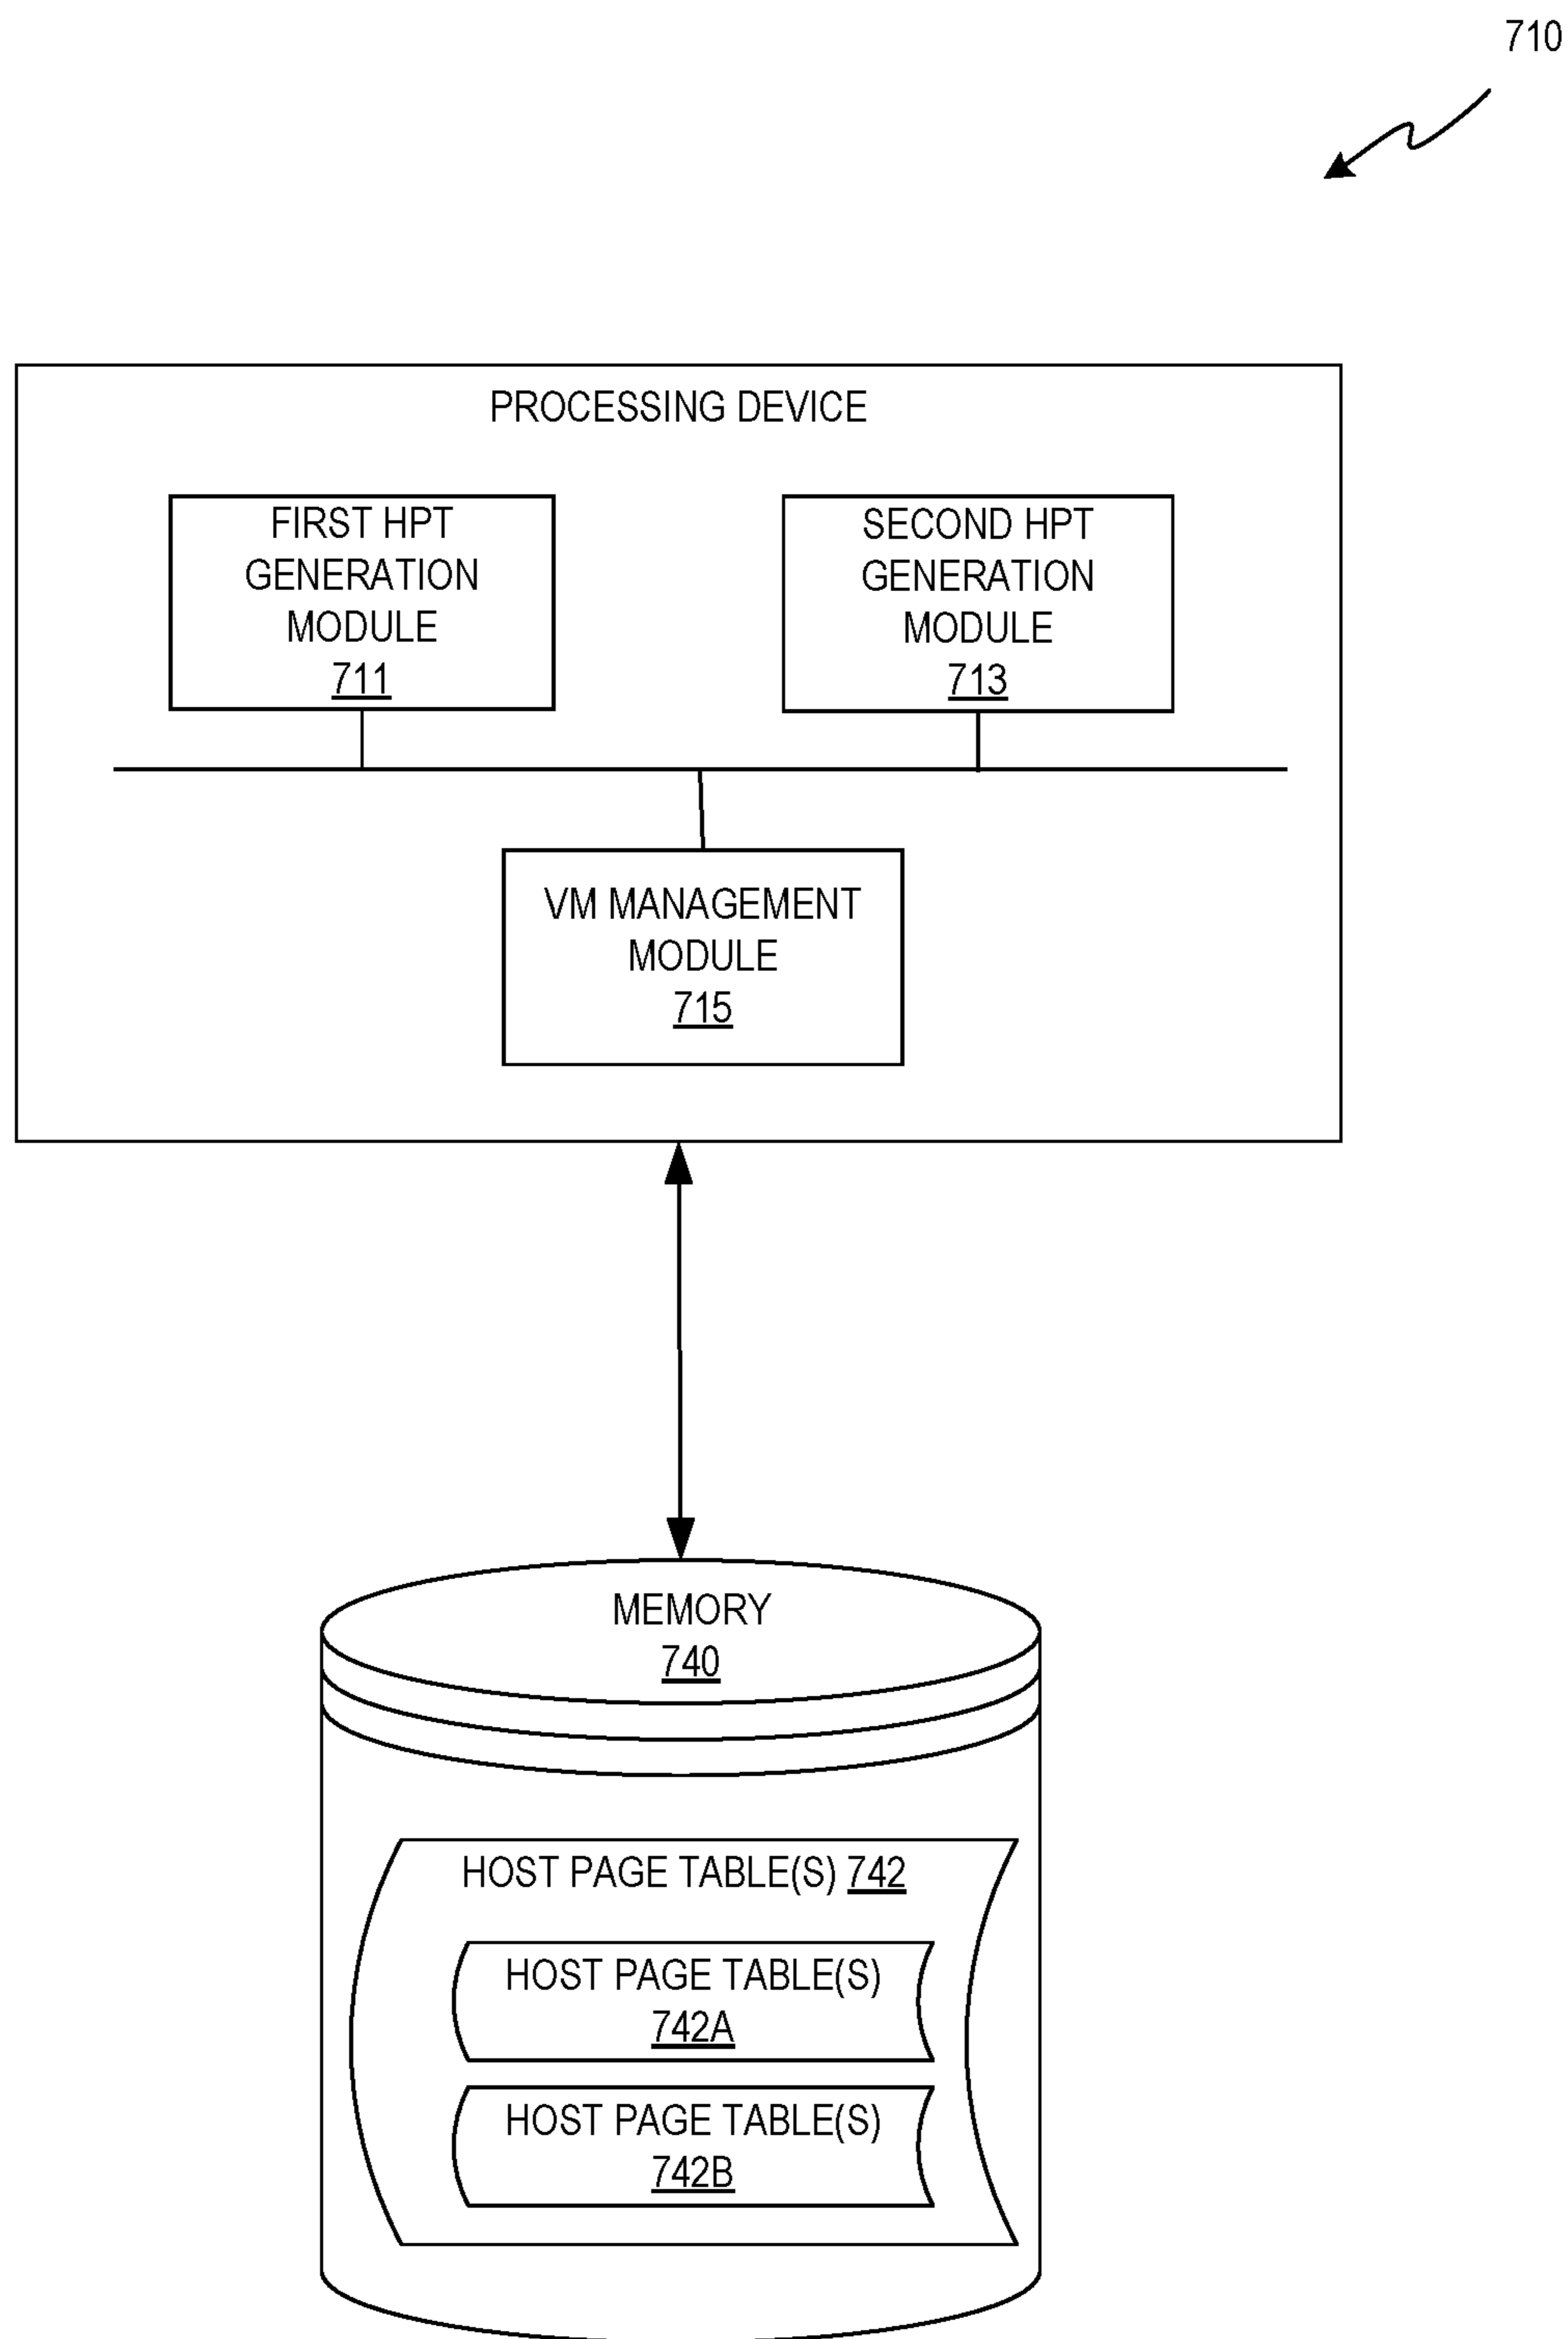 710
PROCESSING DEVICE
FIRST HPT
GENERATION
MODULE
711
SECOND HPT
GENERATION
MODULE
713
VM MANAGEMENT
MODULE
715
MEMORY
740
HOST PAGE TABLE(S) 742
HOST PAGE TABLE(S)
742A
HOST PAGE TABLE(S)
742B